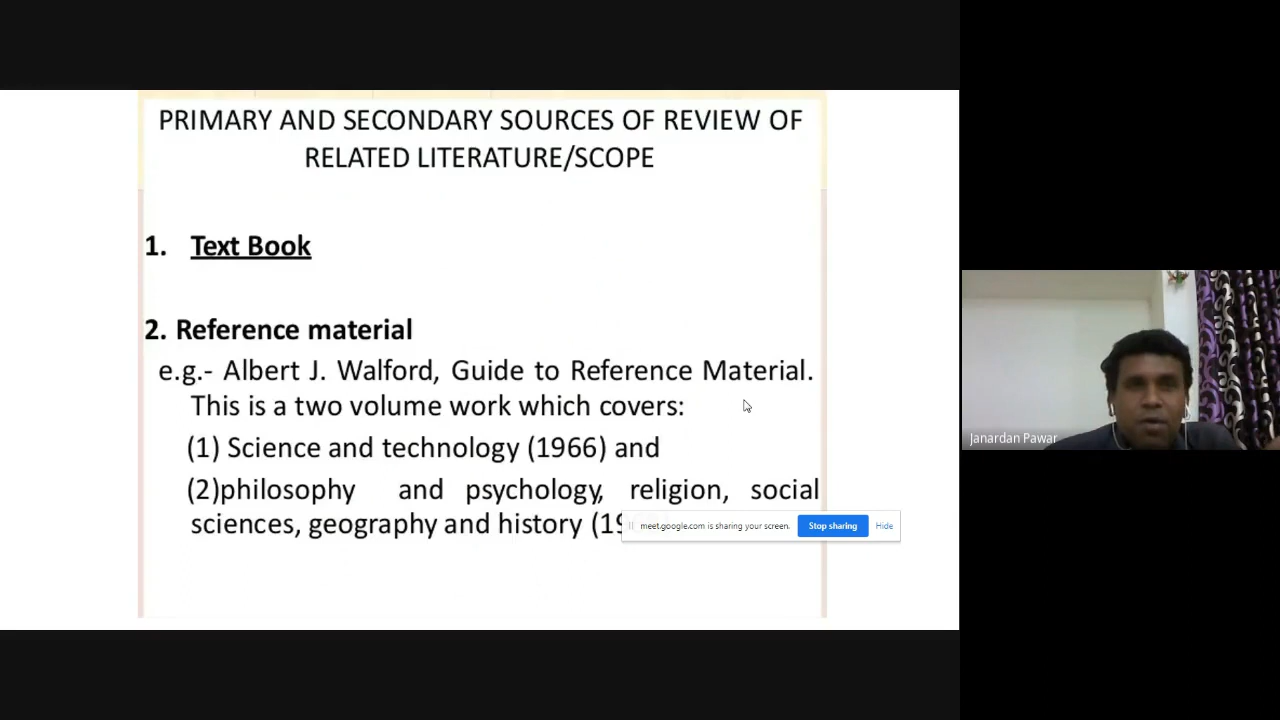 PRIMARY AND SECONDARY SOURCES OF REVIEW OF
RELATED LITERATURE/SCOPE
1. Text Book
2. Reference material
e.g.- Albert J. Walford, Guide to Reference Material.
This is a two volume work which covers:
(1) Science and technology (1966) and
(2)philosophy and psychology, religion, social
sciences, geography and history
meet.google.com is sharing your screen. Stop sharing Hide
Janardan Pawar